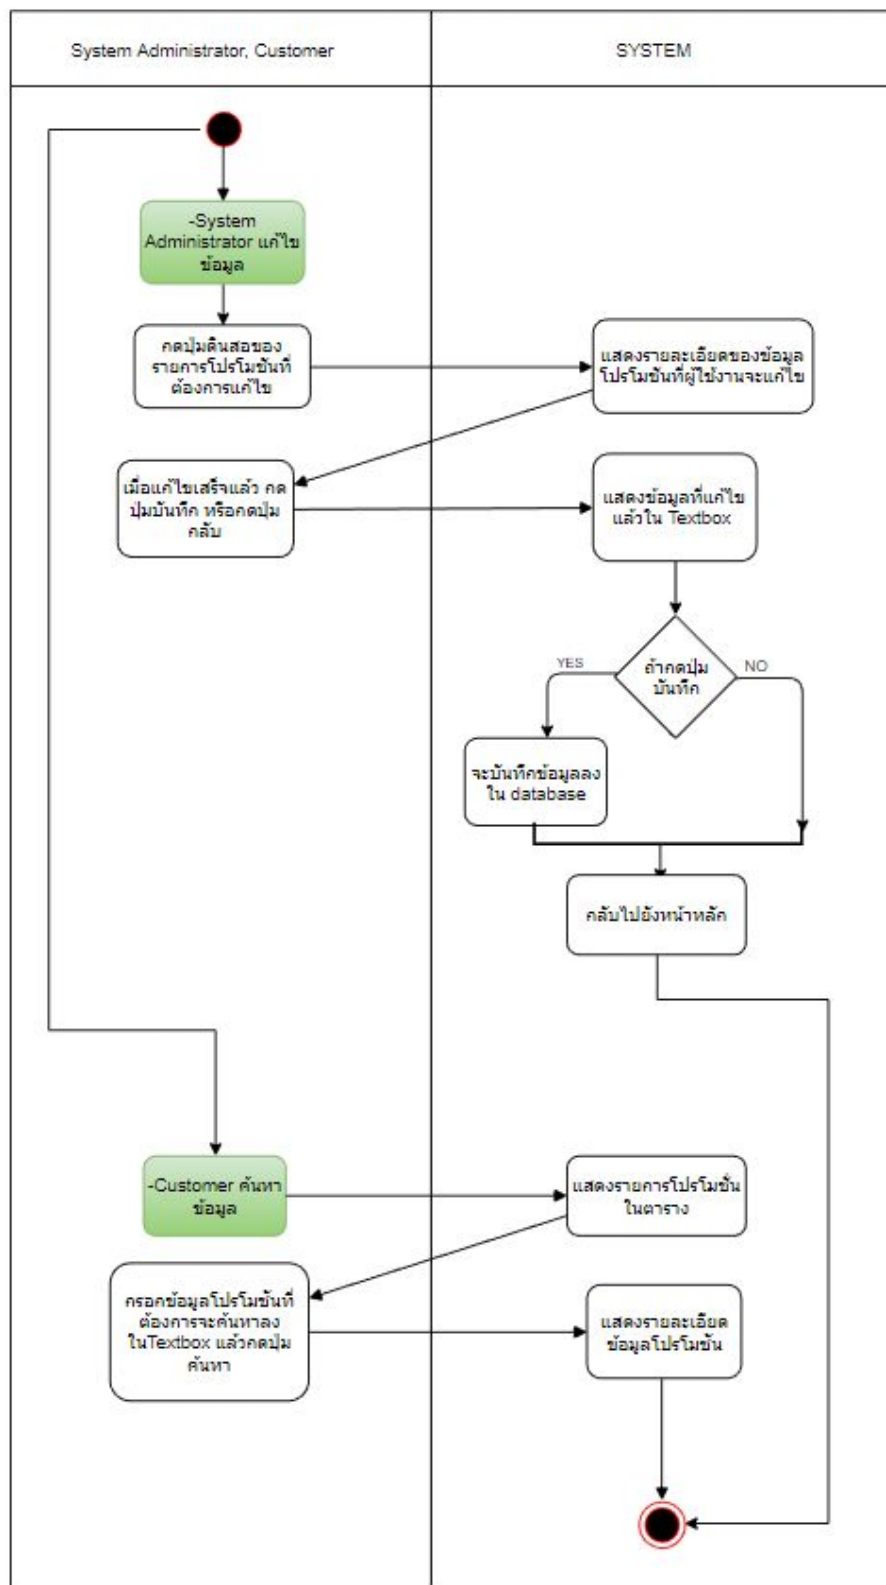 System Administrator, Customer
SYSTEM
-System
Administrator แก้ไข
ข้อมูล
กดปุ่มดินสอของ
รายการโปรโมชันที่
ต้องการแก้ไข
แสดงรายละเอียดของข้อมูล
โปรโมชันที่ผู้ใช้งานจะแก้ไข
เมื่อแก้ไขเสร็จแล้ว กด
ปุ่มบันทึก หรือกดปุ่ม
กลับ
แสดงข้อมูลที่แก้ไข
แล้วใน Textbox
ถ้ากดปุ่ม
บันทึก
YES
NO
จะบันทึกข้อมูลลง
ใน database
กลับไปยังหน้าหลัก
-Customer ค้นหา
ข้อมูล
แสดงรายการโปรโมชั่น
ในตาราง
กรอกข้อมูลโปรโมชันที่
ต้องการจะค้นหาลง
ในTextbox แล้วกดปุ่ม
ค้นหา
แสดงรายละเอียด
ข้อมูลโปรโมชัน